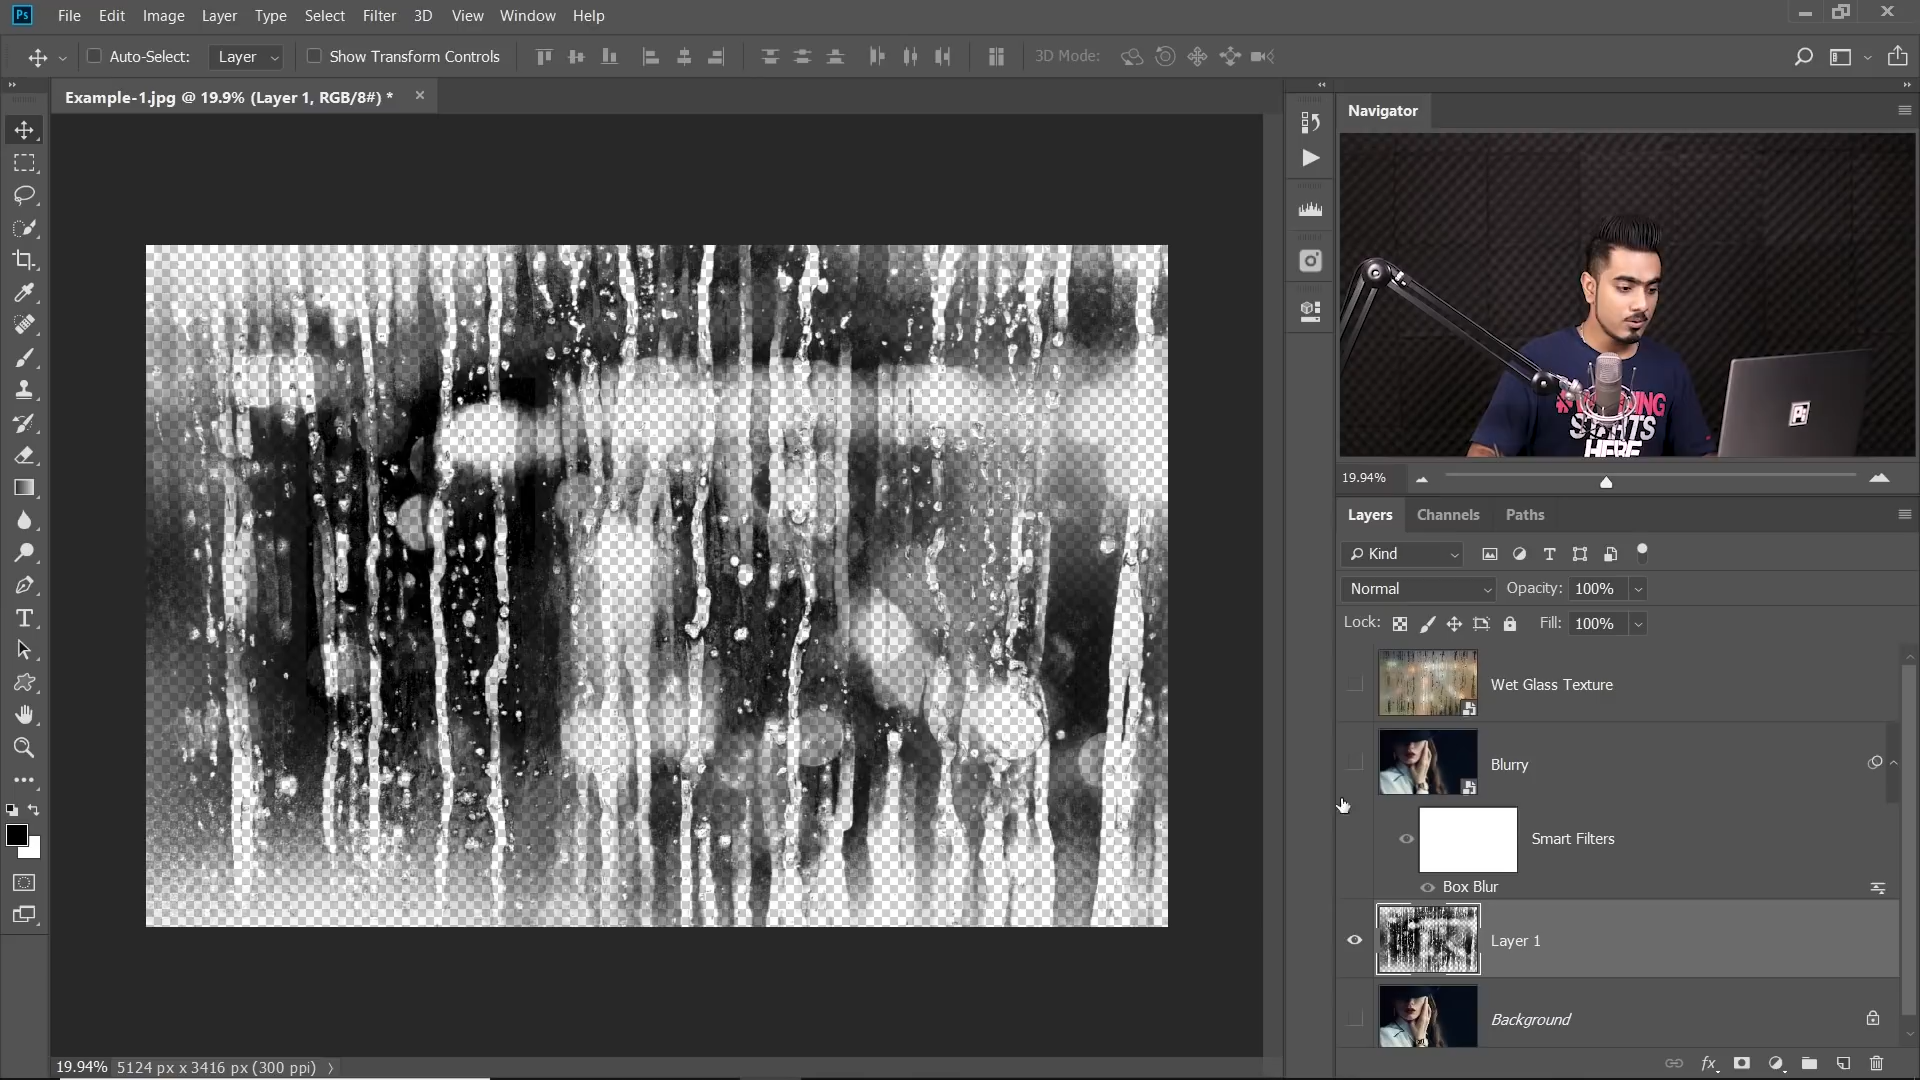 Ps File Edit Image Layer Type Select Filter 3D View Window Help
Auto-Select: Layer Show Transform Controls 3D Mode:
Example-1.jpg @ 19.9% (Layer 1, RGB/8#) *
Navigator
STARTS
HERE
19.94%
Layers Channels Paths
Kind
Normal Opacity: 100%
Lock: Fill: 100%
Wet Glass Texture
Blurry
Smart Filters
Box Blur
Layer 1
Background
19.94% 5124 px x 3416 px (300 ppi)